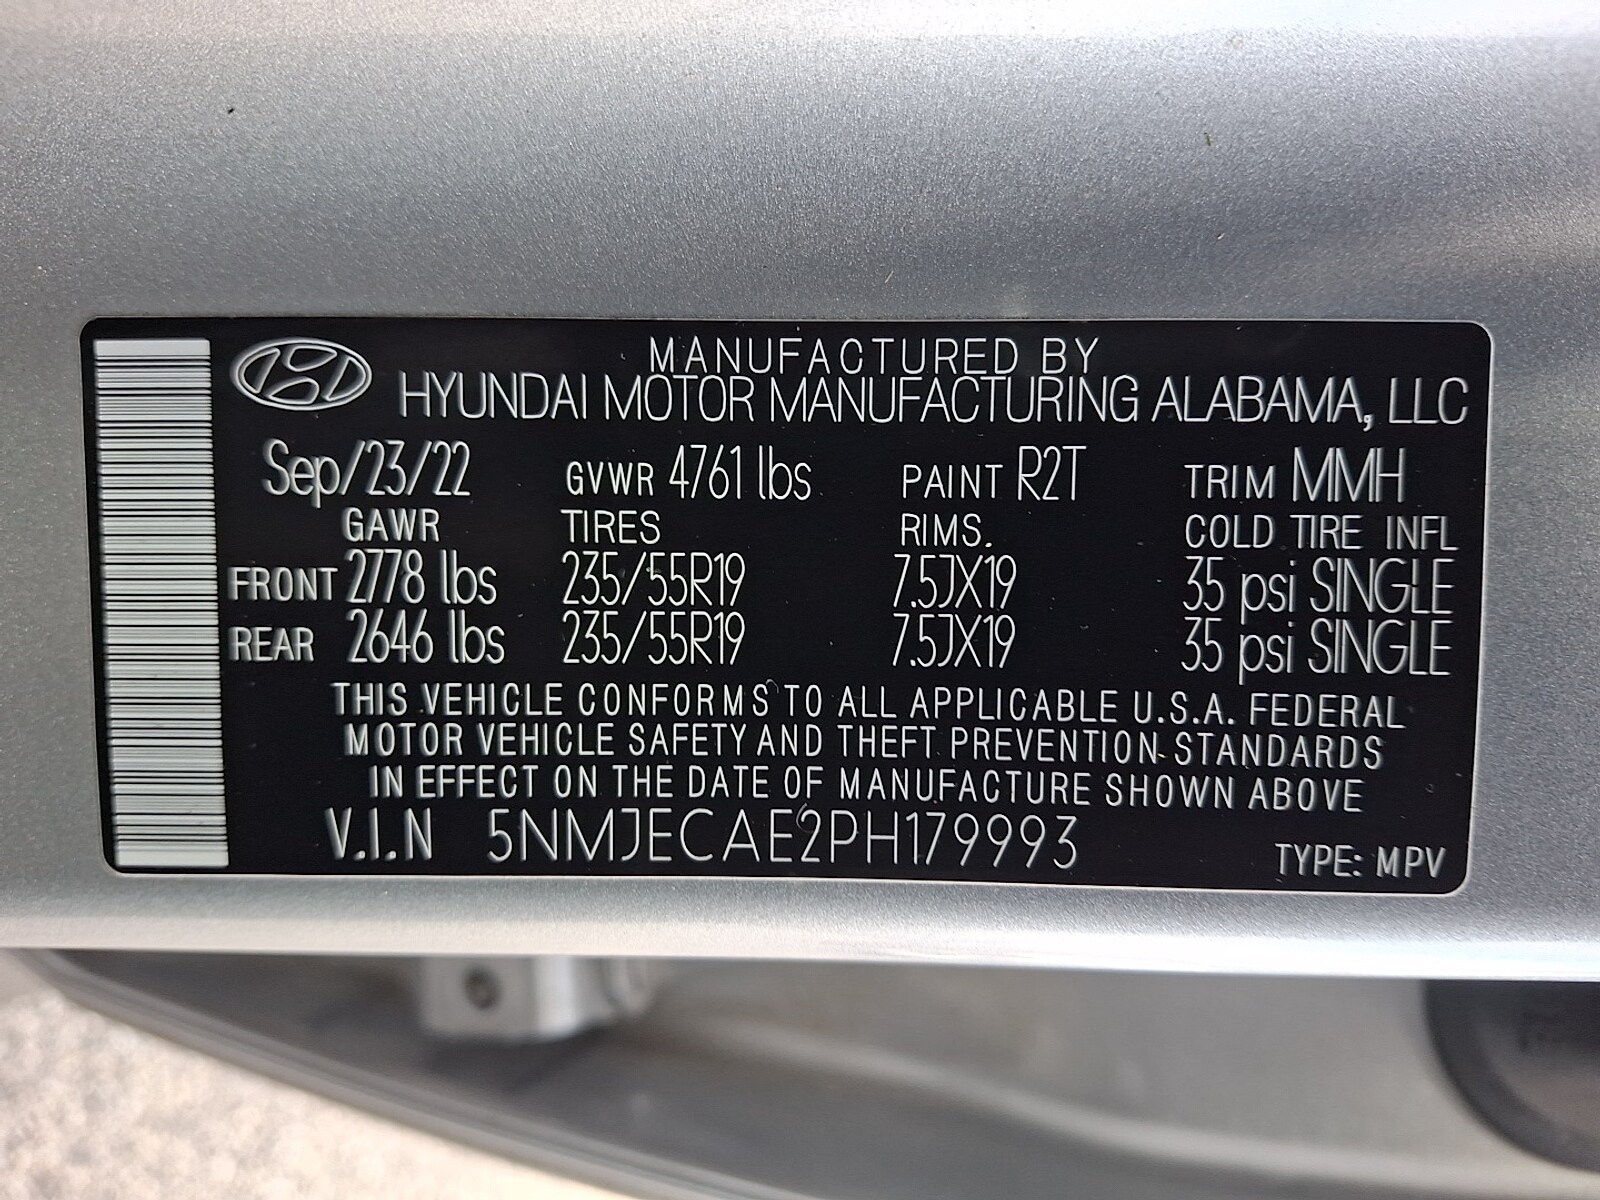 MANUFACTURED BY
HYUNDAI MOTOR MANUFACTURING ALABAMA, LLC
Sep/23/22 GVWR 4761 lbs PAINT R2T TRIM MMH
GAWR TIRES RIMS. COLD TIRE INFL
FRONT 2778 lbs 235/55R19 7.5JX19 35 psi SINGLE
REAR 2646 lbs 235/55R19 7.5JX19 35 psi SINGLE
THIS VEHICLE CONFORMS TO ALL APPLICABLE U.S.A. FEDERAL
MOTOR VEHICLE SAFETY AND THEFT PREVENTION STANDARDS
IN EFFECT ON THE DATE OF MANUFACTURE SHOWN ABOVE
V.I.N 5NMJECAE2PH179993
TYPE: MPV